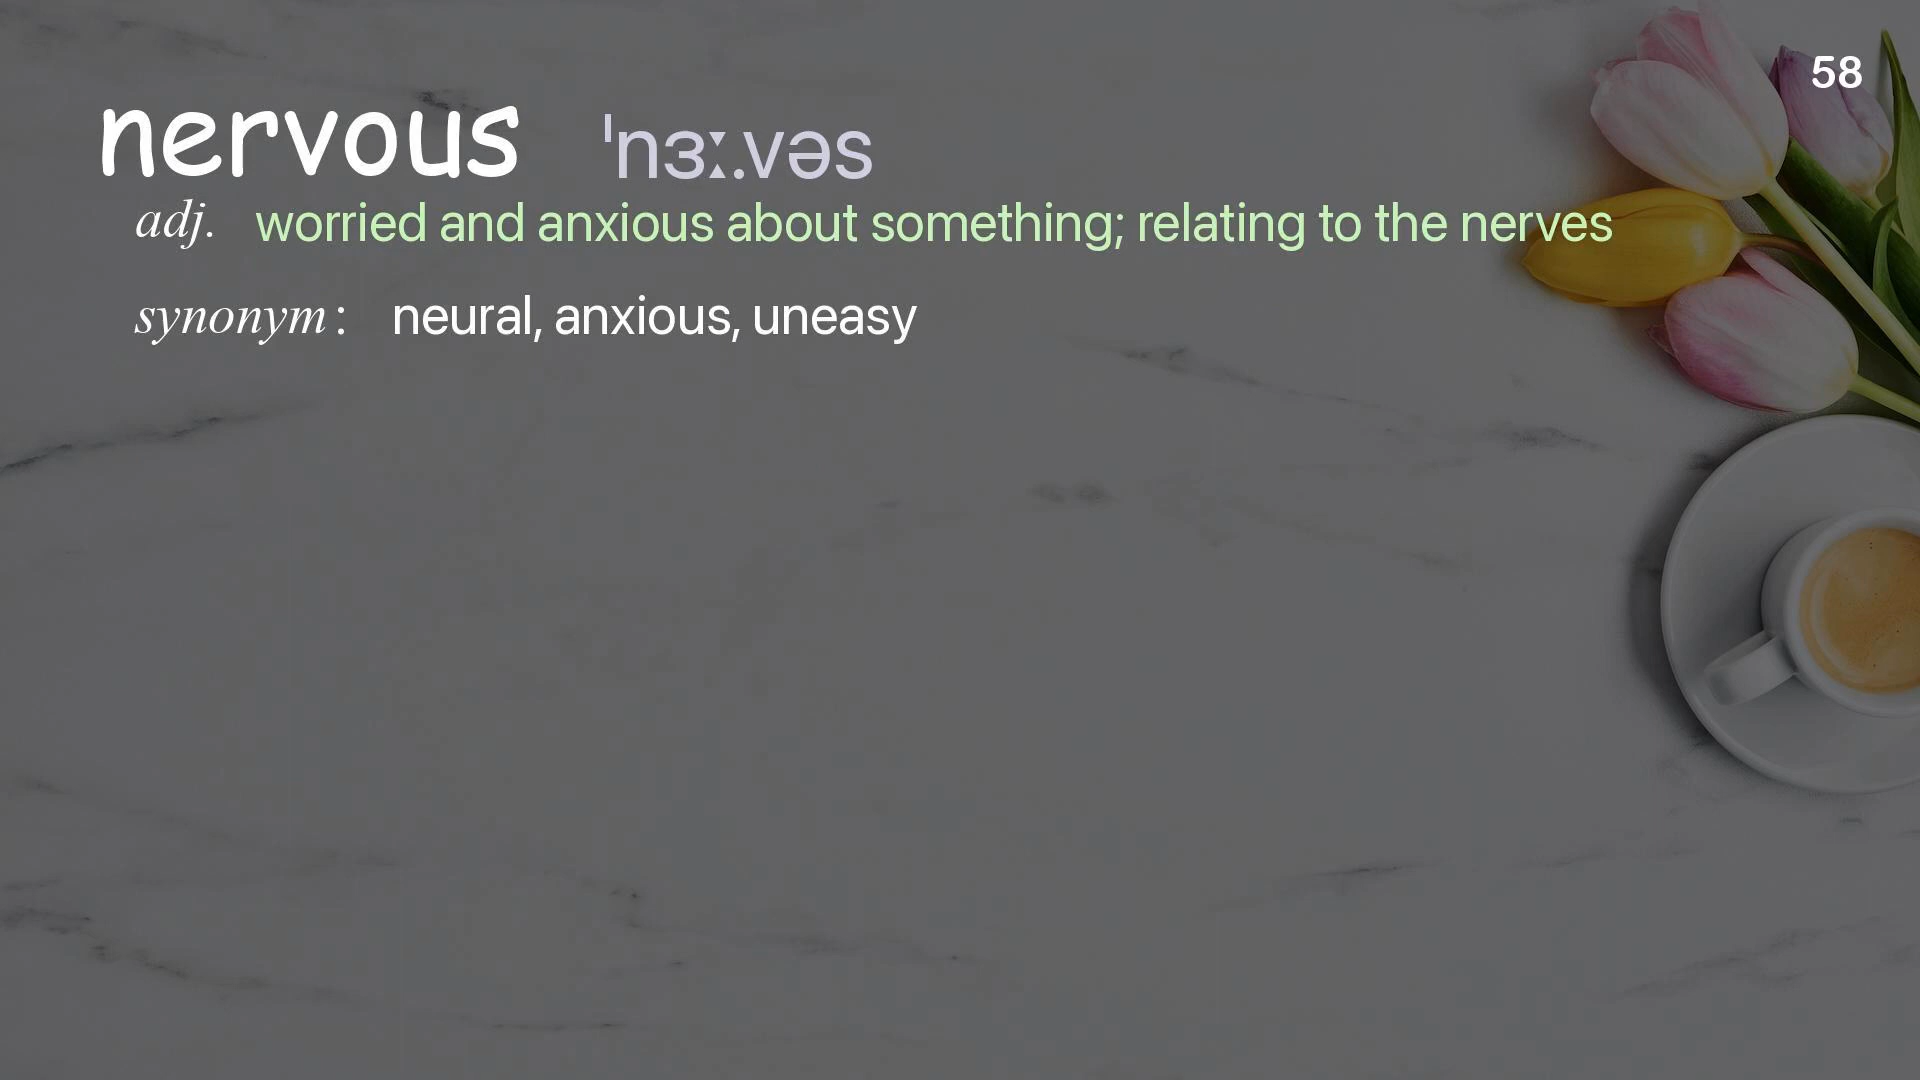 58
nervous ˈnɜː.vəs
adj. worried and anxious about something; relating to the nerves
synonym: neural, anxious, uneasy